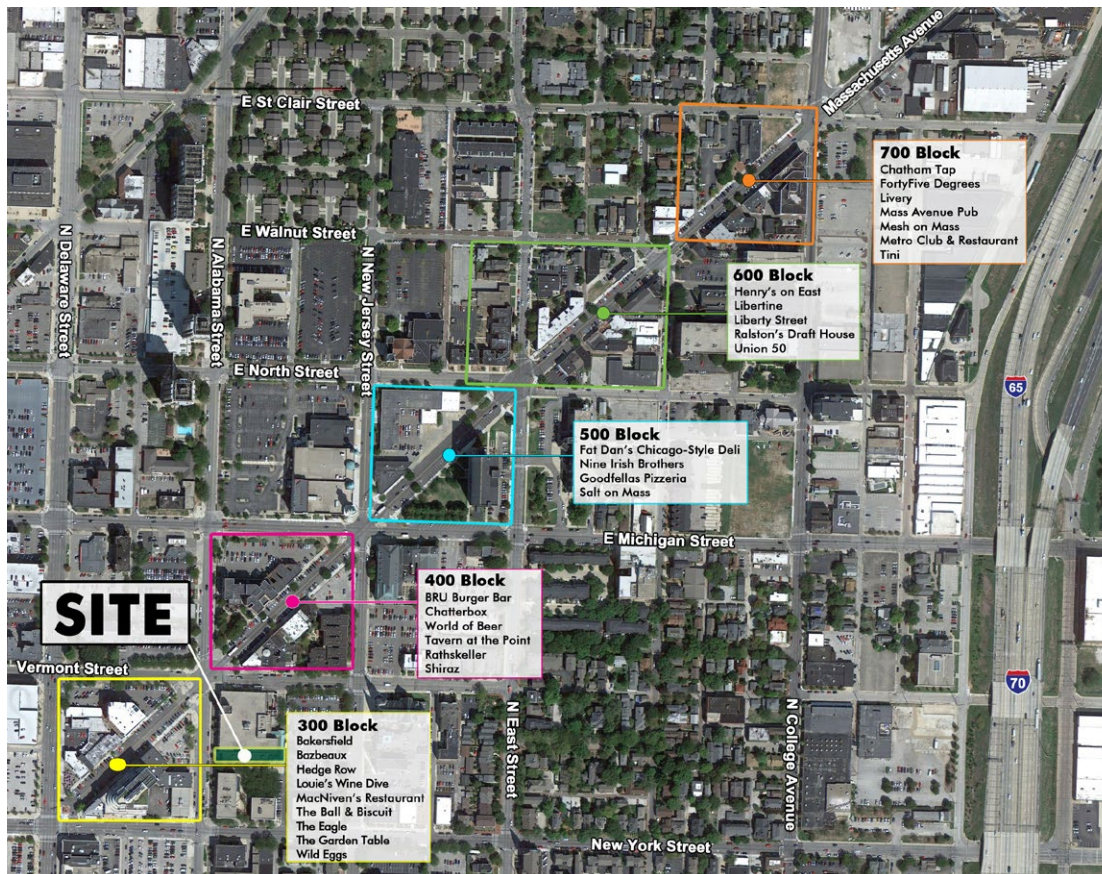 Massachusetts Avenue
E St Clair Street
700 Block
Chatham Tap
FortyFive Degrees
Livery
Mass Avenue Pub
Mesh on Mass
Metro Club & Restaurant
Tini
E Walnut Street
N Delaware Street
N Alabama Street
N New Jersey Street
600 Block
Henry's on East
Libertine
Liberty Street
Ralston's Draft House
Union 50
E North Street
65
500 Block
Fat Dan's Chicago-Style Deli
Nine Irish Brothers
Goodfellas Pizzeria
Salt on Mass
E Michigan Street
400 Block
BRU Burger Bar
Chatterbox
World of Beer
Tavern at the Point
Rathskeller
Shiraz
SITE
Vermont Street
70
300 Block
Bakersfield
Bazbeaux
Hedge Row
Louie's Wine Dive
MacNiven's Restaurant
The Ball & Biscuit
The Eagle
The Garden Table
Wild Eggs
N East Street
N College Avenue
New York Street